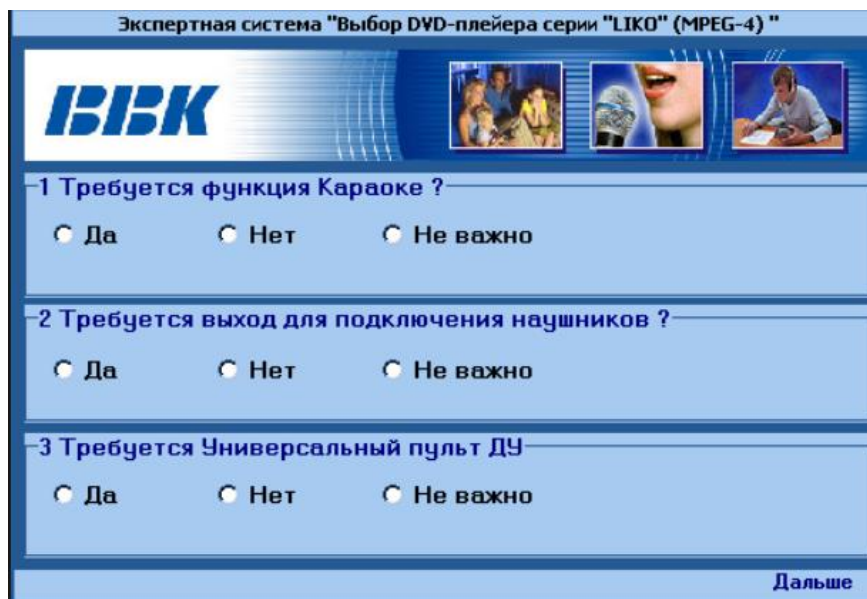 Экспертная система "Выбор DVD-плейера серии "LIKO" (MPEG-4) "
BBK
1 Требуется функция Караоке ?
Да Нет Не важно
2 Требуется выход для подключения наушников ?
Да Нет Не важно
3 Требуется Универсальный пульт ДУ
Да Нет Не важно
Дальше